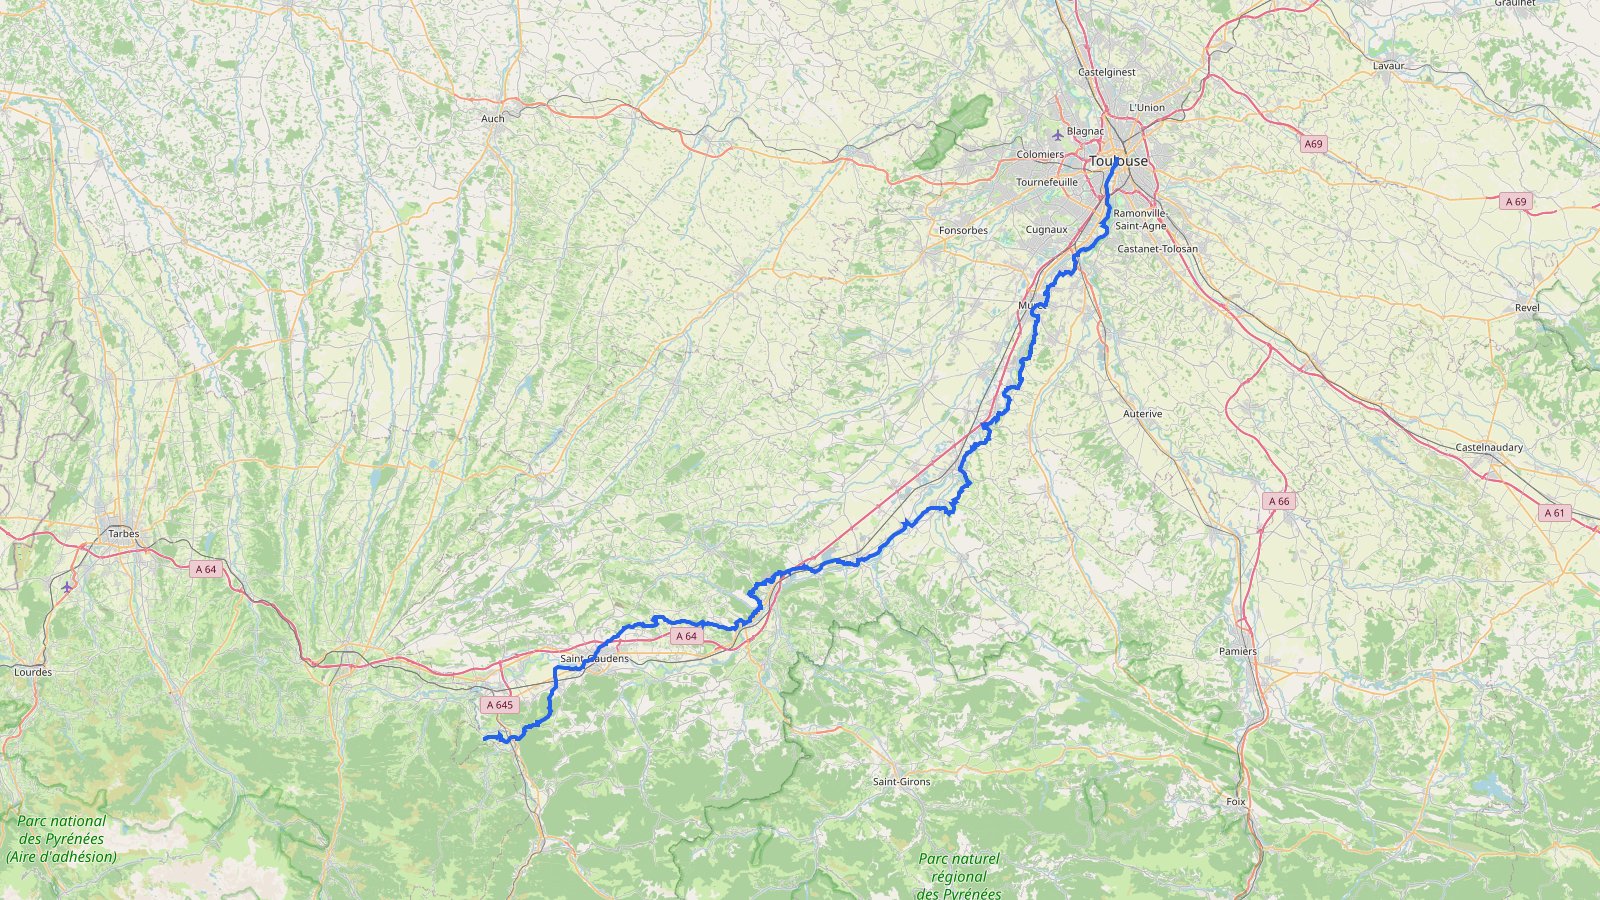 Graulhet
Castelginest
Lavaur
L'Union
Auch
Blagnac
A69
Colomiers
Toulouse
Tournefeuille
A 69
Ramonville-
Saint-Agne
Fonsorbes
Cugnaux
Castanet-Tolosan
Revel
Auterive
Castelnaudary
A 66
A 61
Tarbes
A 64
A 64
Saint-Gaudens
Pamiers
Lourdes
A 645
Saint-Girons
Foix
Parc national
des Pyrénées
(Aire d'adhésion)
Parc naturel
régional
des Pyrénées